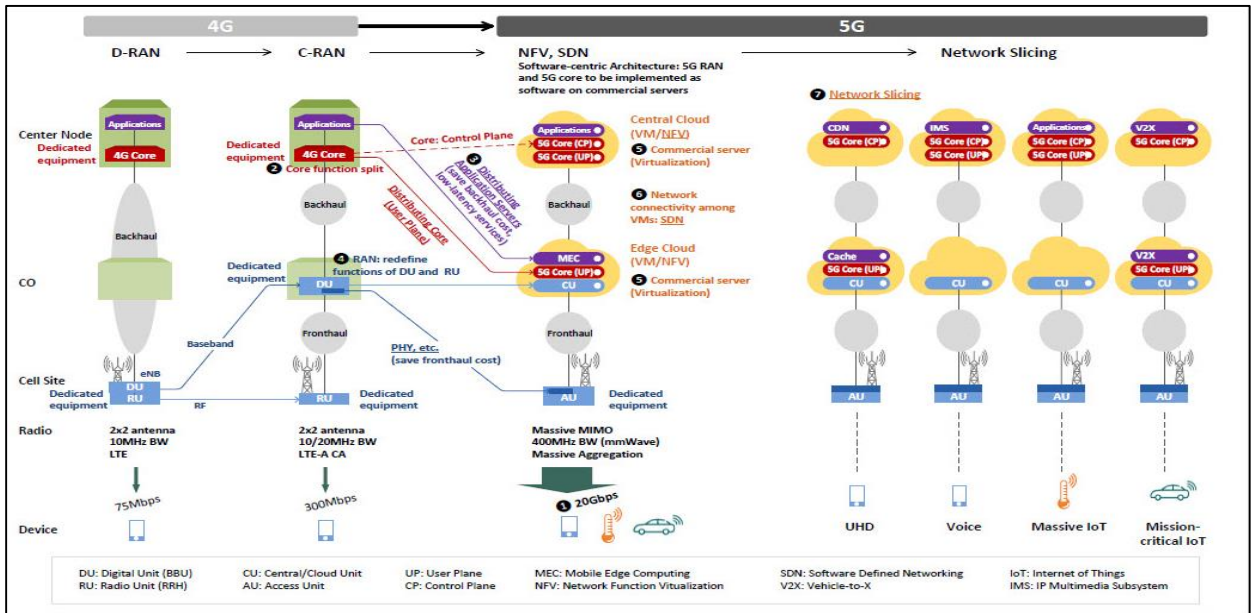 4G
5G
D-RAN
C-RAN
NFV, SDN
Network Slicing
Software-centric Architecture: 5G RAN
and 5G core to be implemented as
software on commercial servers
❼ Network Slicing
Center Node
Dedicated
equipment
Applications
4G Core
Dedicated
equipment
Applications
4G Core
❷ Core function split
Core: Control Plane
❸ Distributing
Application Servers
(save backhaul cost,
low-latency services)
Distributing Core
(User Plane)
Applications
5G Core (CP)
5G Core (UP)
Central Cloud
(VM/NFV)
❺ Commercial server
(Virtualization)
CDN
5G Core (CP)
IMS
5G Core (CP)
5G Core (UP)
Applications
5G Core (CP)
5G Core (UP)
V2X
5G Core (CP)
Backhaul
Backhaul
Backhaul
❻ Network
connectivity among
VMs: SDN
CO
Dedicated
equipment
❹ RAN: redefine
functions of DU and RU
DU
MEC
5G Core (UP)
CU
Edge Cloud
(VM/NFV)
❺ Commercial server
(Virtualization)
Cache
5G Core (UP)
CU
CU
CU
V2X
5G Core (UP)
CU
Baseband
Fronthaul
PHY, etc.
(save fronthaul cost)
Fronthaul
Cell Site
Dedicated
equipment
eNB
DU
RU
RF
RU
Dedicated
equipment
AU
Dedicated
equipment
AU
AU
AU
AU
Radio
2x2 antenna
10MHz BW
LTE
2x2 antenna
10/20MHz BW
LTE-A CA
Massive MIMO
400MHz BW (mmWave)
Massive Aggregation
75Mbps
300Mbps
❶ 20Gbps
Device
UHD
Voice
Massive IoT
Mission-
critical IoT
DU: Digital Unit (BBU)
CU: Central/Cloud Unit
UP: User Plane
MEC: Mobile Edge Computing
SDN: Software Defined Networking
IoT: Internet of Things
RU: Radio Unit (RRH)
AU: Access Unit
CP: Control Plane
NFV: Network Function Vitualization
V2X: Vehicle-to-X
IMS: IP Multimedia Subsystem